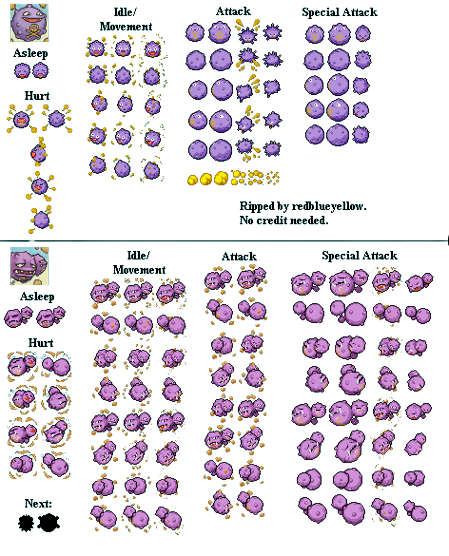 Asleep
Idle/
Movement
Attack
Special Attack
Hurt
Ripped by redblueyellow.
No credit needed.
Idle/
Movement
Attack
Special Attack
Asleep
Hurt
Next: